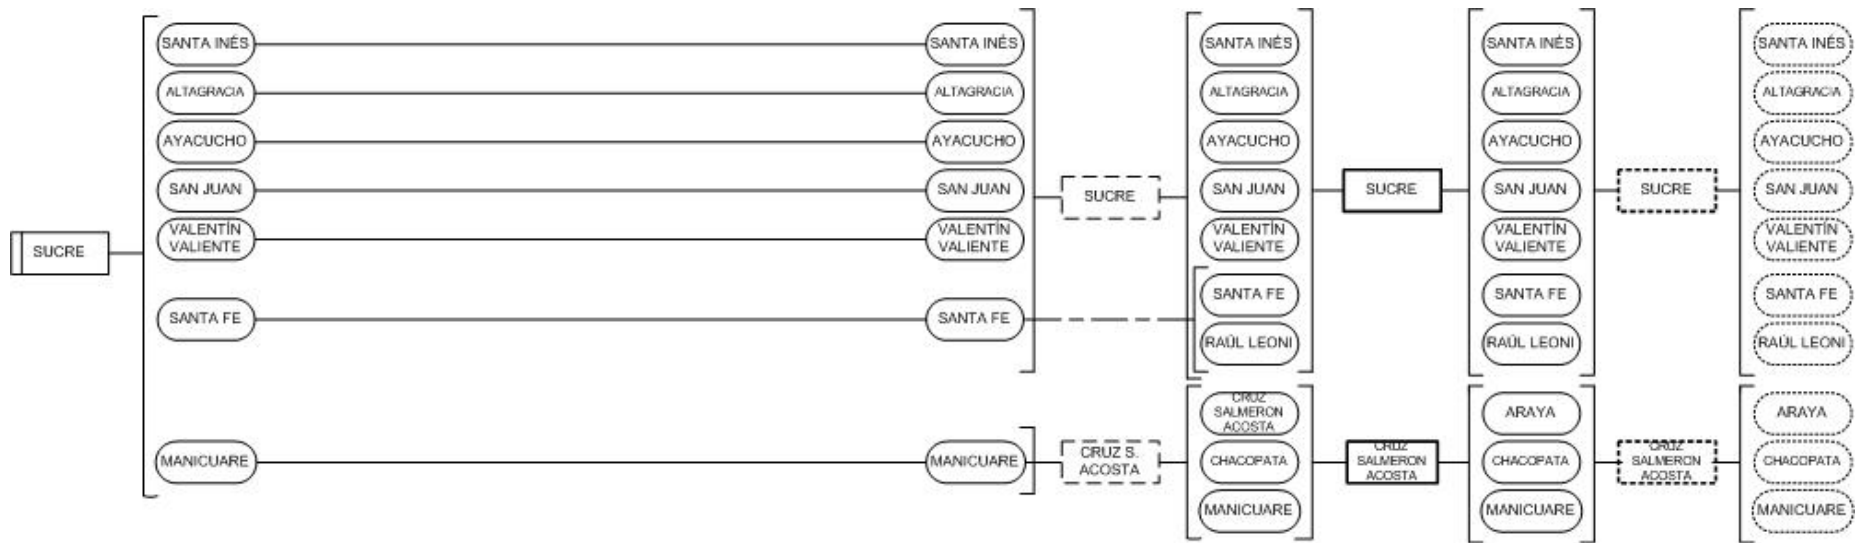 SANTA INÉS SANTA INÉS SANTA INÉS SANTA INÉS SANTA INÉS
ALTAGRACIA ALTAGRACIA ALTAGRACIA ALTAGRACIA ALTAGRACIA
AYACUCHO AYACUCHO AYACUCHO AYACUCHO AYACUCHO
SAN JUAN SAN JUAN SUCRE SAN JUAN SUCRE SAN JUAN SUCRE SAN JUAN
VALENTÍN VALENTÍN VALENTÍN VALENTÍN VALENTÍN
VALIENTE VALIENTE VALIENTE VALIENTE VALIENTE
SUCRE
SANTA FE SANTA FE SANTA FE
SANTA FE SANTA FE
RAÚL LEONI RAÚL LEONI RAÚL LEONI
CRUZ
SALMERON ARAYA ARAYA
ACOSTA
MANICUARE MANICUARE CRUZ S. CHACOPATA CRUZ CHACOPATA CRUZ CHACOPATA
ACOSTA SALMERON SALMERON
ACOSTA ACOSTA
MANICUARE MANICUARE MANICUARE